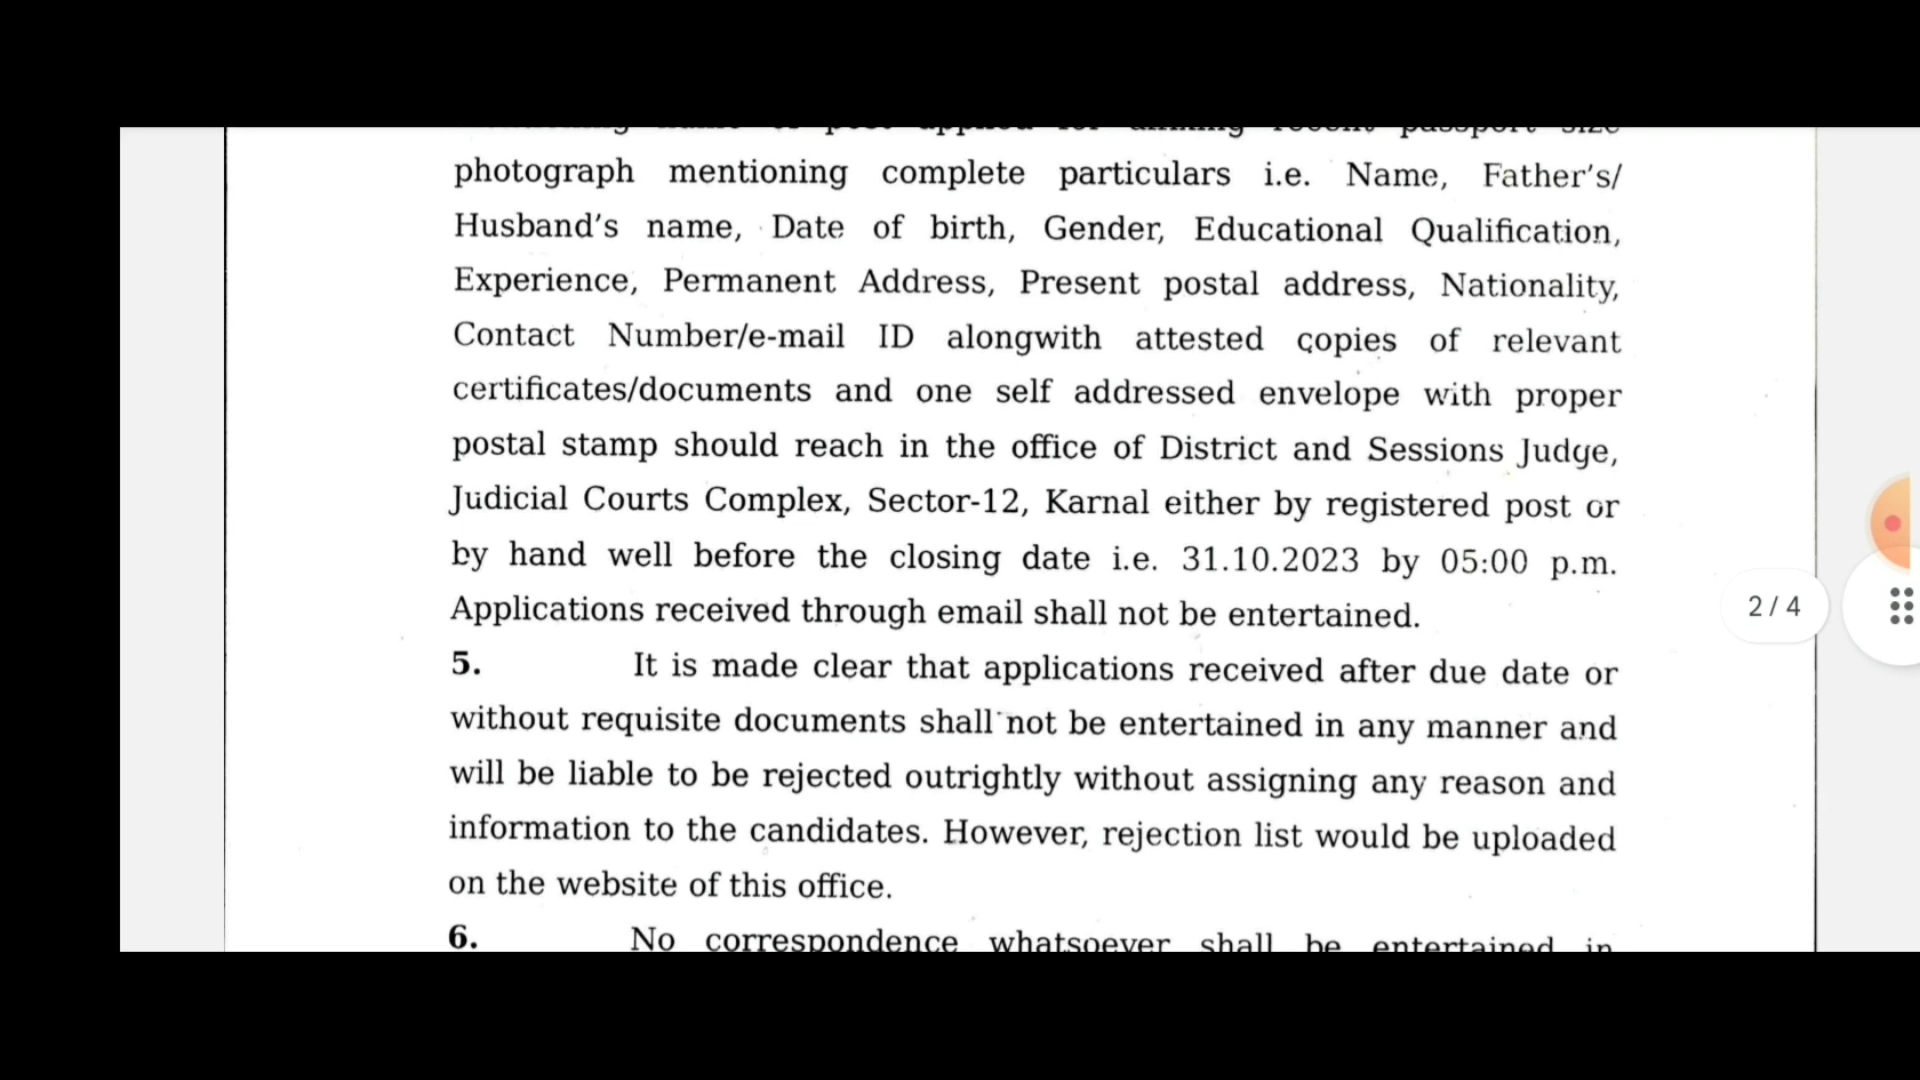 photograph mentioning complete particulars i.e. Name, Father's/
Husband's name, Date of birth, Gender, Educational Qualification,
Experience, Permanent Address, Present postal address, Nationality,
Contact Number/e-mail ID alongwith attested copies of relevant
certificates/documents and one self addressed envelope with proper
postal stamp should reach in the office of District and Sessions Judge,
Judicial Courts Complex, Sector-12, Karnal either by registered post or
by hand well before the closing date i.e. 31.10.2023 by 05:00 p.m.
Applications received through email shall not be entertained.
5. It is made clear that applications received after due date or
without requisite documents shall not be entertained in any manner and
will be liable to be rejected outrightly without assigning any reason and
information to the candidates. However, rejection list would be uploaded
on the website of this office.
6. No correspondence whatsoever shall be entertained in
2 / 4